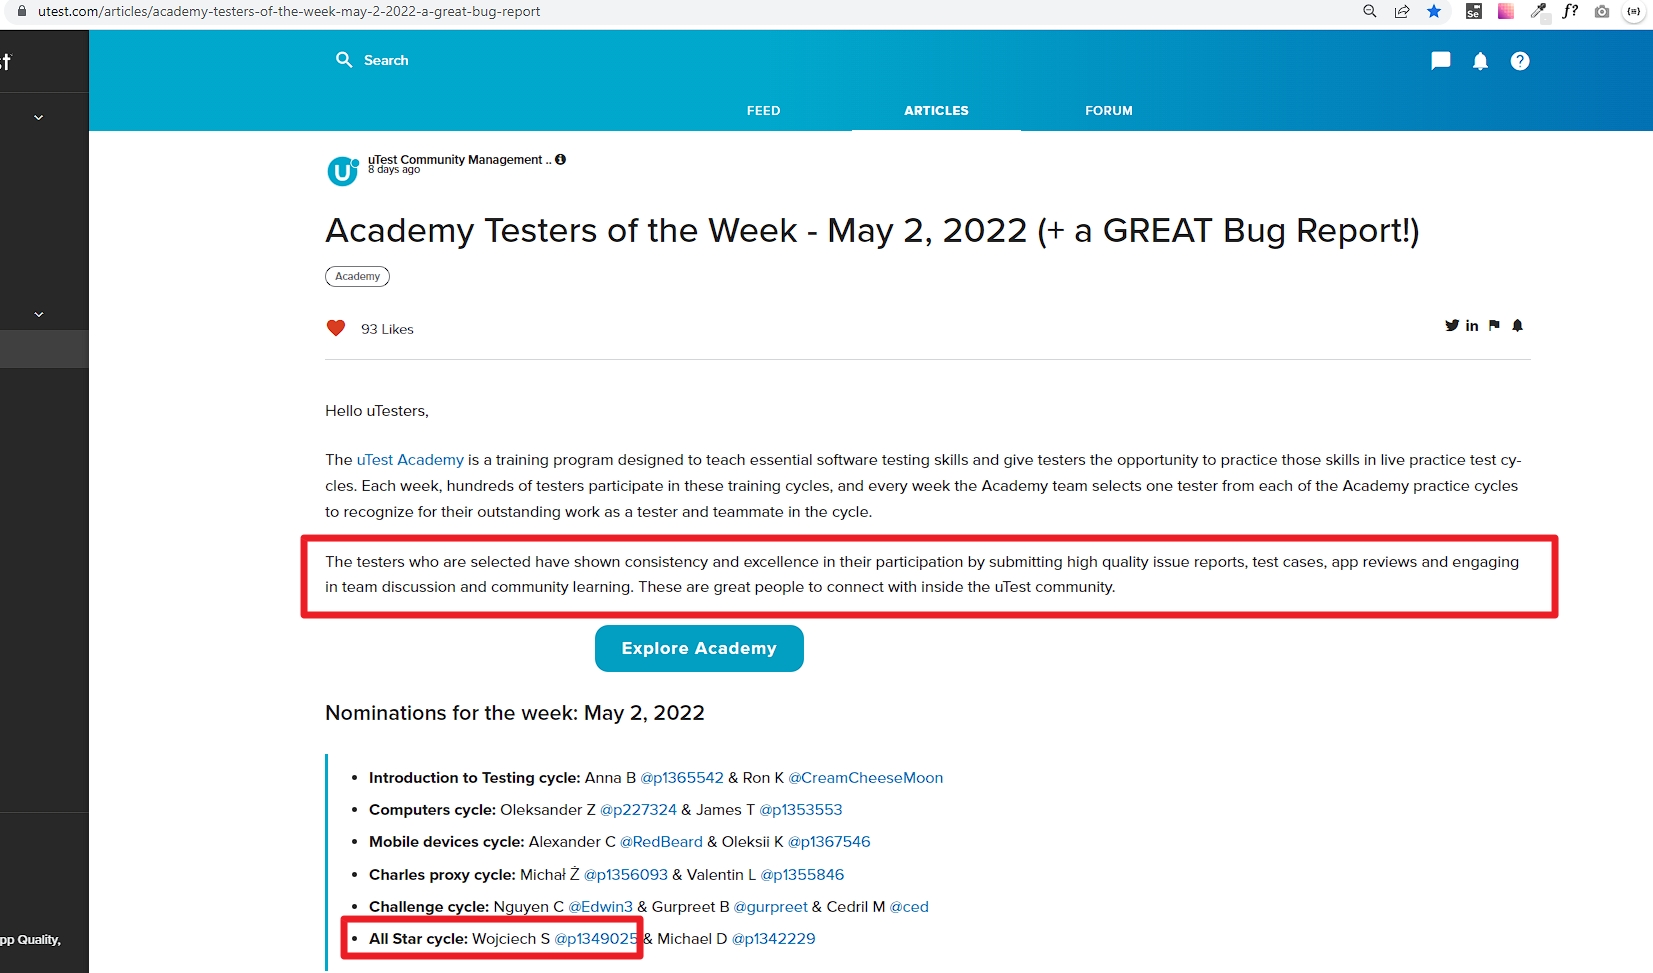 utest.com/articles/academy-testers-of-the-week-may-2-2022-a-great-bug-report
Se
f?
{≡}
st
Search
?
FEED
ARTICLES
FORUM
U
uTest Community Management ..
8 days ago
Academy Testers of the Week - May 2, 2022 (+ a GREAT Bug Report!)
Academy
93 Likes
in
Hello uTesters,
The uTest Academy is a training program designed to teach essential software testing skills and give testers the opportunity to practice those skills in live practice test cy-
cles. Each week, hundreds of testers participate in these training cycles, and every week the Academy team selects one tester from each of the Academy practice cycles
to recognize for their outstanding work as a tester and teammate in the cycle.
The testers who are selected have shown consistency and excellence in their participation by submitting high quality issue reports, test cases, app reviews and engaging
in team discussion and community learning. These are great people to connect with inside the uTest community.
Explore Academy
Nominations for the week: May 2, 2022
• Introduction to Testing cycle: Anna B @p1365542 & Ron K @CreamCheeseMoon
• Computers cycle: Oleksander Z @p227324 & James T @p1353553
• Mobile devices cycle: Alexander C @RedBeard & Oleksii K @p1367546
• Charles proxy cycle: Michał Ż @p1356093 & Valentin L @p1355846
• Challenge cycle: Nguyen C @Edwin3 & Gurpreet B @gurpreet & Cedril M @ced
• All Star cycle: Wojciech S @p1349025 & Michael D @p1342229
pp Quality,